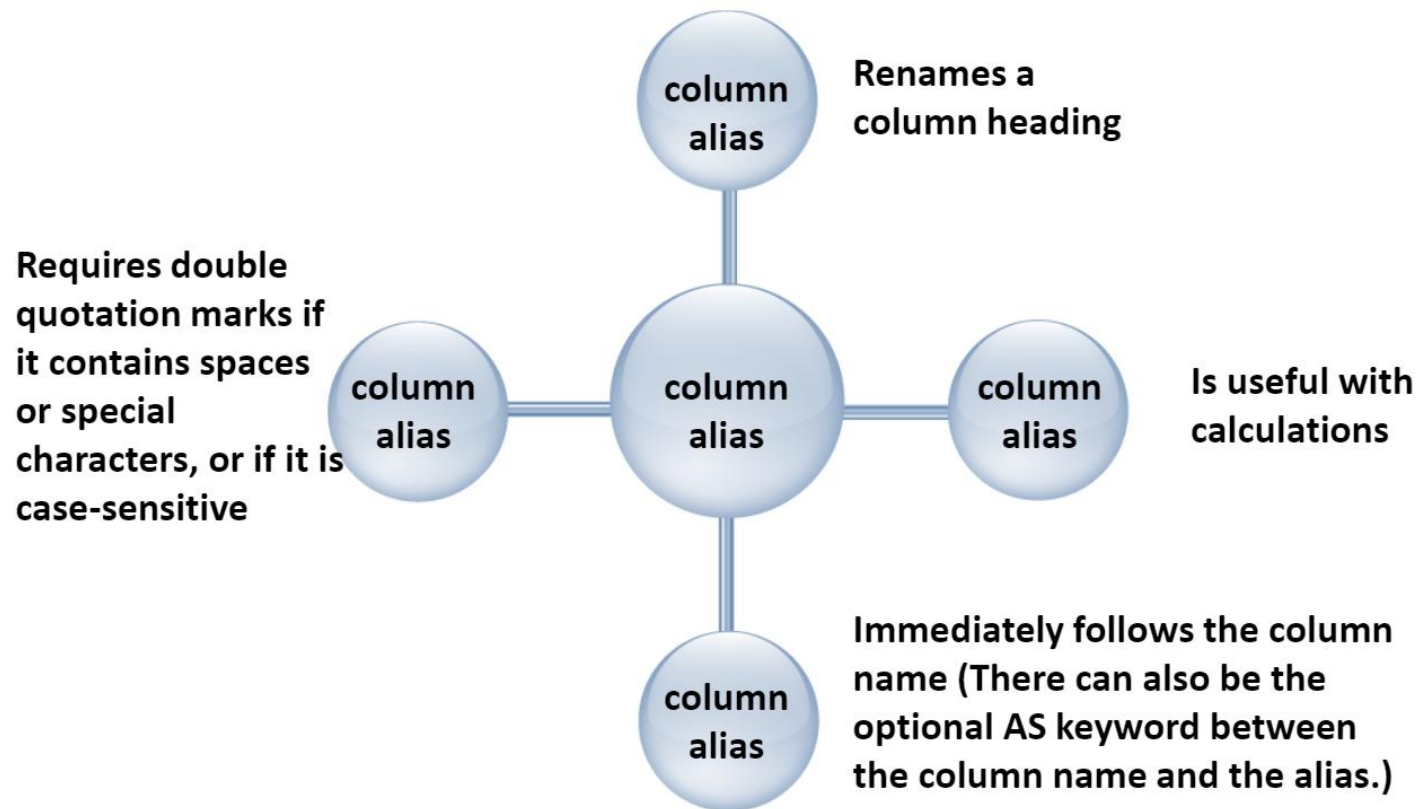 column
alias
Renames a
column heading
Requires double
quotation marks if
it contains spaces
or special
characters, or if it is
case-sensitive
column
alias
column
alias
column
alias
Is useful with
calculations
column
alias
Immediately follows the column
name (There can also be the
optional AS keyword between
the column name and the alias.)